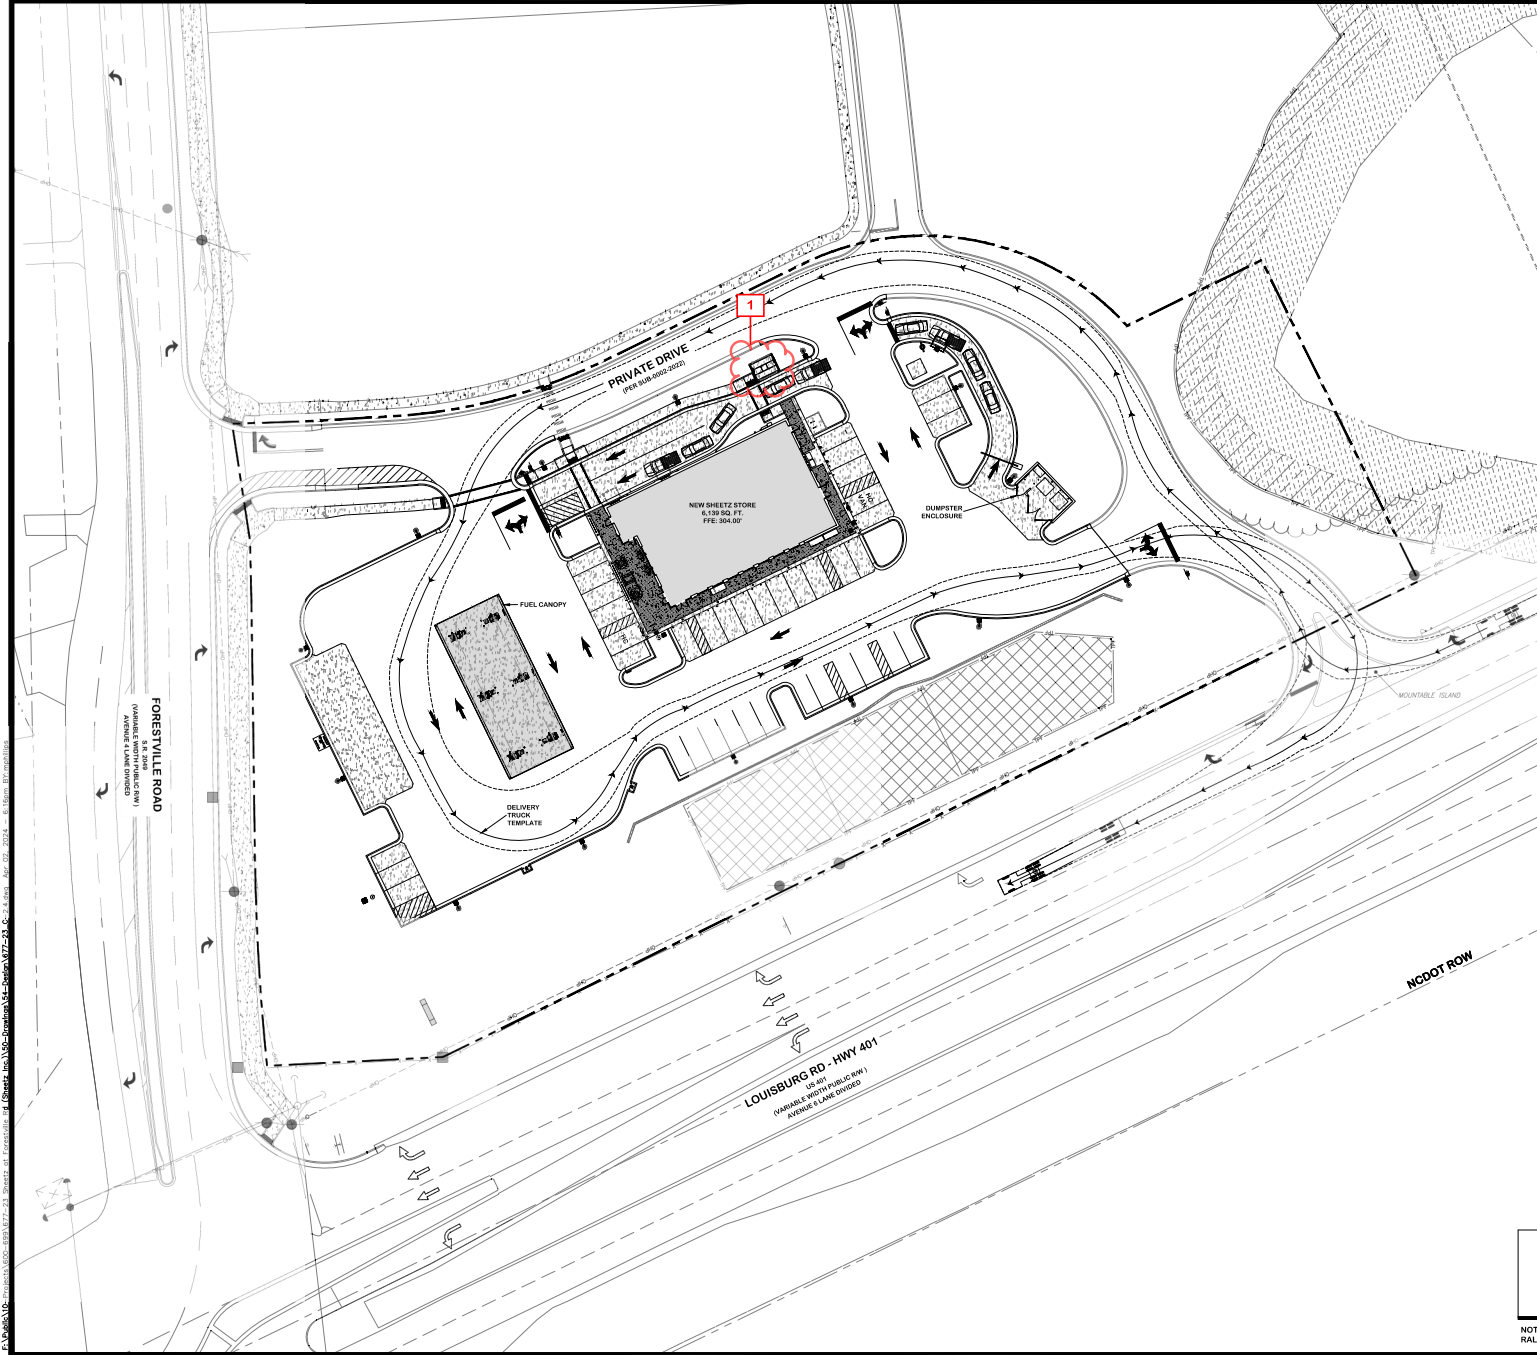 1
PRIVATE DRIVE
(PER SUB-0002-2022)
NEW SHEETZ STORE
6,139 SQ. FT.
FFE: 304.00'
DUMPSTER
ENCLOSURE
FUEL CANOPY
DELIVERY
TRUCK
TEMPLATE
MOUNTABLE ISLAND
FORESTVILLE ROAD
S.R. 2049
(VARIABLE WIDTH PUBLIC R/W)
AVENUE 4 LANE DIVIDED
LOUISBURG RD - HWY 401
US 401
(VARIABLE WIDTH PUBLIC R/W)
AVENUE 6 LANE DIVIDED
NCDOT ROW
NOT
RAL